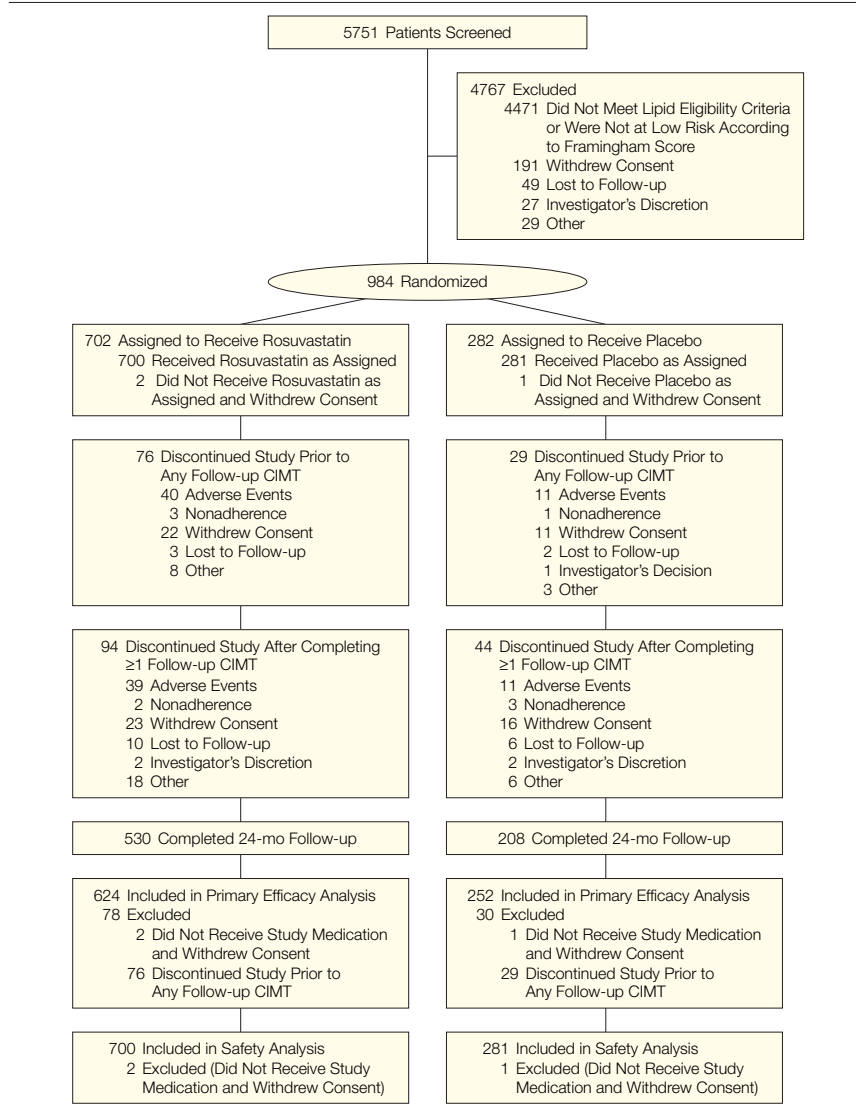 5751 Patients Screened
4767 Excluded
4471 Did Not Meet Lipid Eligibility Criteria
or Were Not at Low Risk According
to Framingham Score
191 Withdrew Consent
49 Lost to Follow-up
27 Investigator's Discretion
29 Other
984 Randomized
702 Assigned to Receive Rosuvastatin
700 Received Rosuvastatin as Assigned
2 Did Not Receive Rosuvastatin as
Assigned and Withdrew Consent
282 Assigned to Receive Placebo
281 Received Placebo as Assigned
1 Did Not Receive Placebo as
Assigned and Withdrew Consent
76 Discontinued Study Prior to
Any Follow-up CIMT
40 Adverse Events
3 Nonadherence
22 Withdrew Consent
3 Lost to Follow-up
8 Other
29 Discontinued Study Prior to
Any Follow-up CIMT
11 Adverse Events
1 Nonadherence
11 Withdrew Consent
2 Lost to Follow-up
1 Investigator's Decision
3 Other
94 Discontinued Study After Completing
≥1 Follow-up CIMT
39 Adverse Events
2 Nonadherence
23 Withdrew Consent
10 Lost to Follow-up
2 Investigator's Discretion
18 Other
44 Discontinued Study After Completing
≥1 Follow-up CIMT
11 Adverse Events
3 Nonadherence
16 Withdrew Consent
6 Lost to Follow-up
2 Investigator's Discretion
6 Other
530 Completed 24-mo Follow-up
208 Completed 24-mo Follow-up
624 Included in Primary Efficacy Analysis
78 Excluded
2 Did Not Receive Study Medication
and Withdrew Consent
76 Discontinued Study Prior to
Any Follow-up CIMT
252 Included in Primary Efficacy Analysis
30 Excluded
1 Did Not Receive Study Medication
and Withdrew Consent
29 Discontinued Study Prior to
Any Follow-up CIMT
700 Included in Safety Analysis
2 Excluded (Did Not Receive Study
Medication and Withdrew Consent)
281 Included in Safety Analysis
1 Excluded (Did Not Receive Study
Medication and Withdrew Consent)